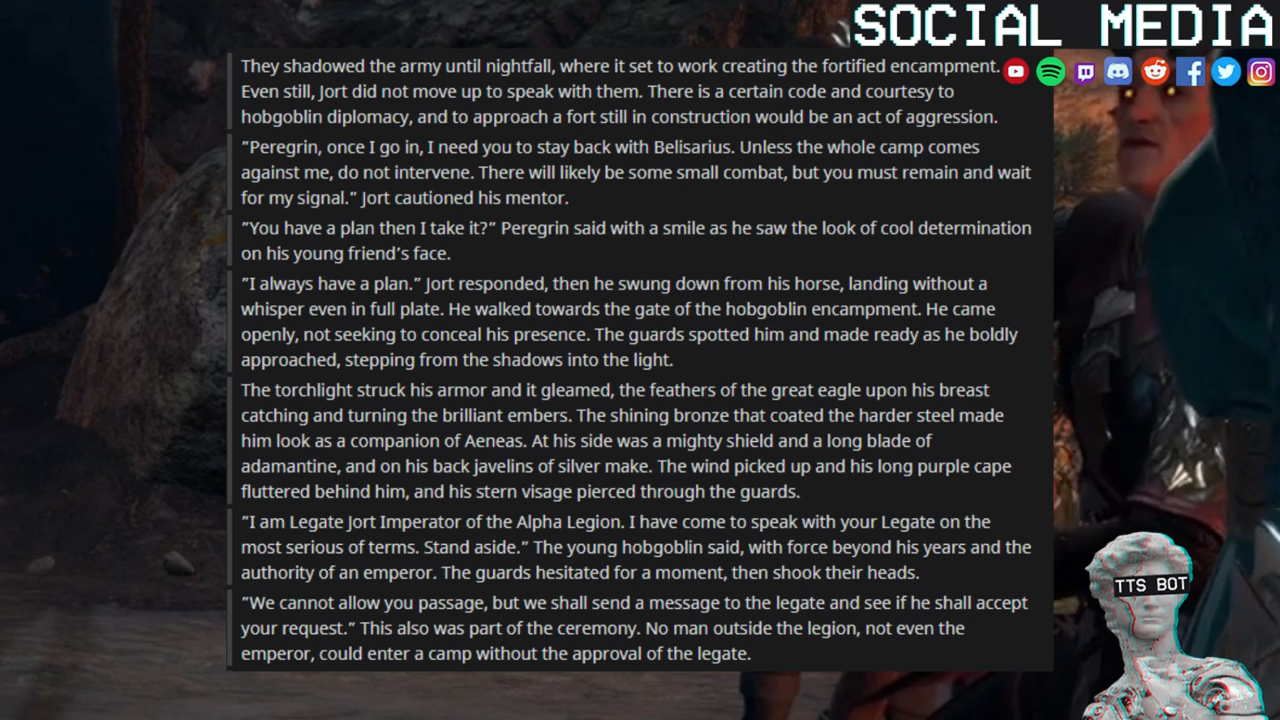 SOCIAL MEDIA
They shadowed the army until nightfall, where it set to work creating the fortified encampment.
Even still, Jort did not move up to speak with them. There is a certain code and courtesy to
hobgoblin diplomacy, and to approach a fort still in construction would be an act of aggression.
"Peregrin, once I go in, I need you to stay back with Belisarius. Unless the whole camp comes
against me, do not intervene. There will likely be some small combat, but you must remain and wait
for my signal." Jort cautioned his mentor.
"You have a plan then I take it?" Peregrin said with a smile as he saw the look of cool determination
on his young friend's face.
"I always have a plan." Jort responded, then he swung down from his horse, landing without a
whisper even in full plate. He walked towards the gate of the hobgoblin encampment. He came
openly, not seeking to conceal his presence. The guards spotted him and made ready as he boldly
approached, stepping from the shadows into the light.
The torchlight struck his armor and it gleamed, the feathers of the great eagle upon his breast
catching and turning the brilliant embers. The shining bronze that coated the harder steel made
him look as a companion of Aeneas. At his side was a mighty shield and a long blade of
adamantine, and on his back javelins of silver make. The wind picked up and his long purple cape
fluttered behind him, and his stern visage pierced through the guards.
"I am Legate Jort Imperator of the Alpha Legion. I have come to speak with your Legate on the
most serious of terms. Stand aside." The young hobgoblin said, with force beyond his years and the
authority of an emperor. The guards hesitated for a moment, then shook their heads.
"We cannot allow you passage, but we shall send a message to the legate and see if he shall accept
your request." This also was part of the ceremony. No man outside the legion, not even the
emperor, could enter a camp without the approval of the legate.
TTS BOT